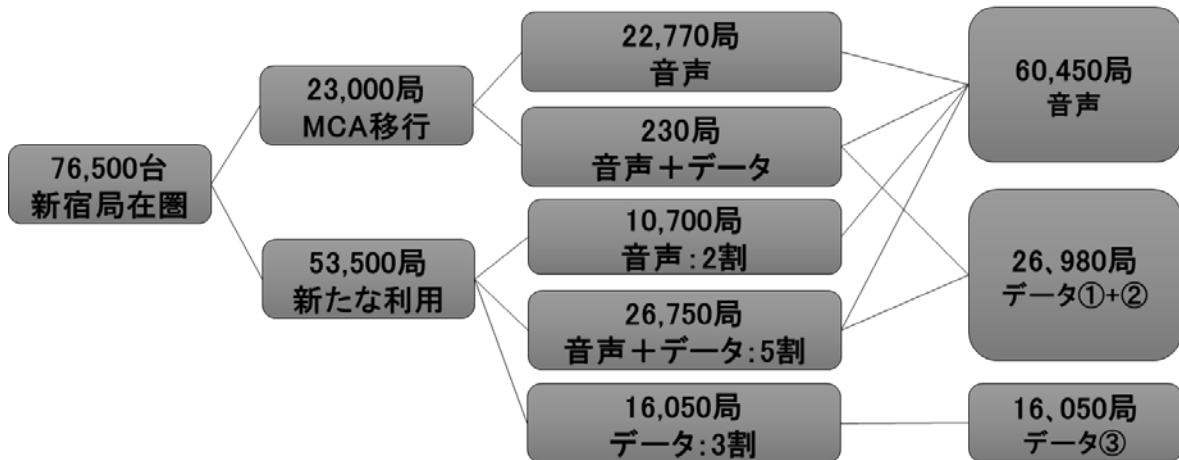 76,500台
新宿局在圏
23,000局
MCA移行
53,500局
新たな利用
22,770局
音声
230局
音声＋データ
10,700局
音声：2割
26,750局
音声＋データ：5割
16,050局
データ：3割
60,450局
音声
26、980局
データ①+②
16、050局
データ③